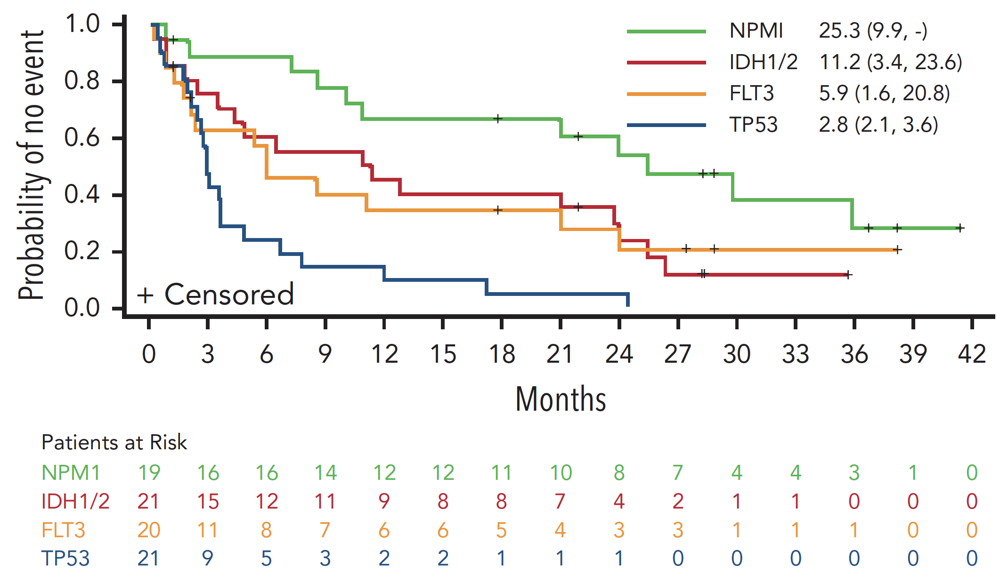 Probability of no event
1.0
0.8
0.6
0.4
0.2
0.0
NPMI 25.3 (9.9, -)
IDH1/2 11.2 (3.4, 23.6)
FLT3 5.9 (1.6, 20.8)
TP53 2.8 (2.1, 3.6)
+ Censored
0 3 6 9 12 15 18 21 24 27 30 33 36 39 42
Months
Patients at Risk
NPM1 19 16 16 14 12 12 11 10 8 7 4 4 3 1 0
IDH1/2 21 15 12 11 9 8 8 7 4 2 1 1 0 0 0
FLT3 20 11 8 7 6 6 5 4 3 3 1 1 1 0 0
TP53 21 9 5 3 2 2 1 1 1 0 0 0 0 0 0